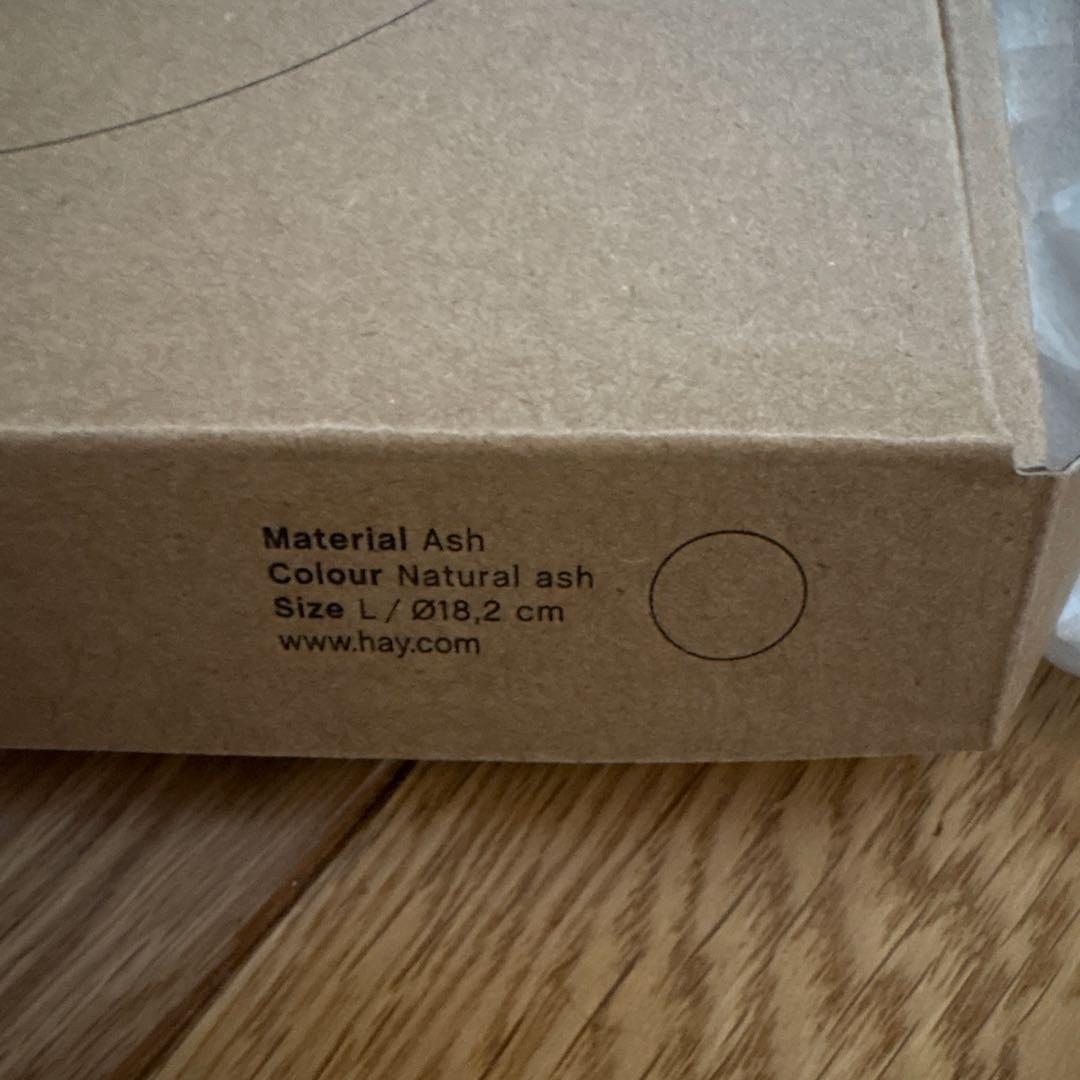 Material Ash
Colour Natural ash
Size L / Ø18,2 cm
www.hay.com